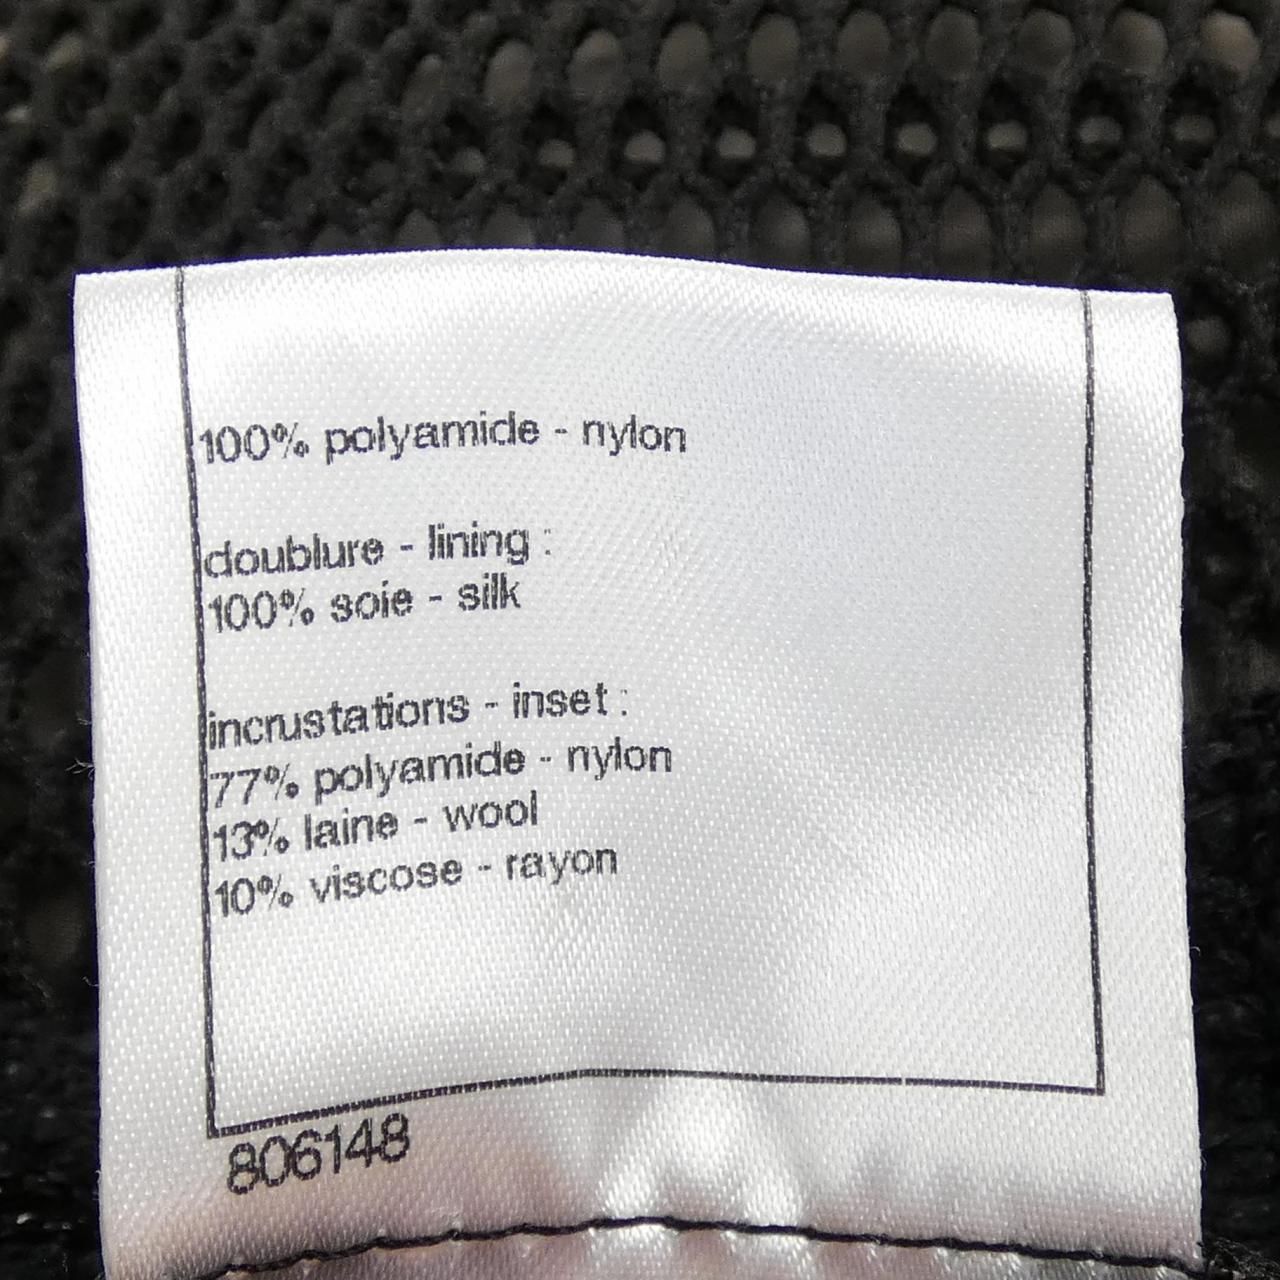 100% polyamide - nylon
doublure - lining :
100% soie - silk
incrustations - inset :
77% polyamide - nylon
13% laine - wool
10% viscose - rayon
806148